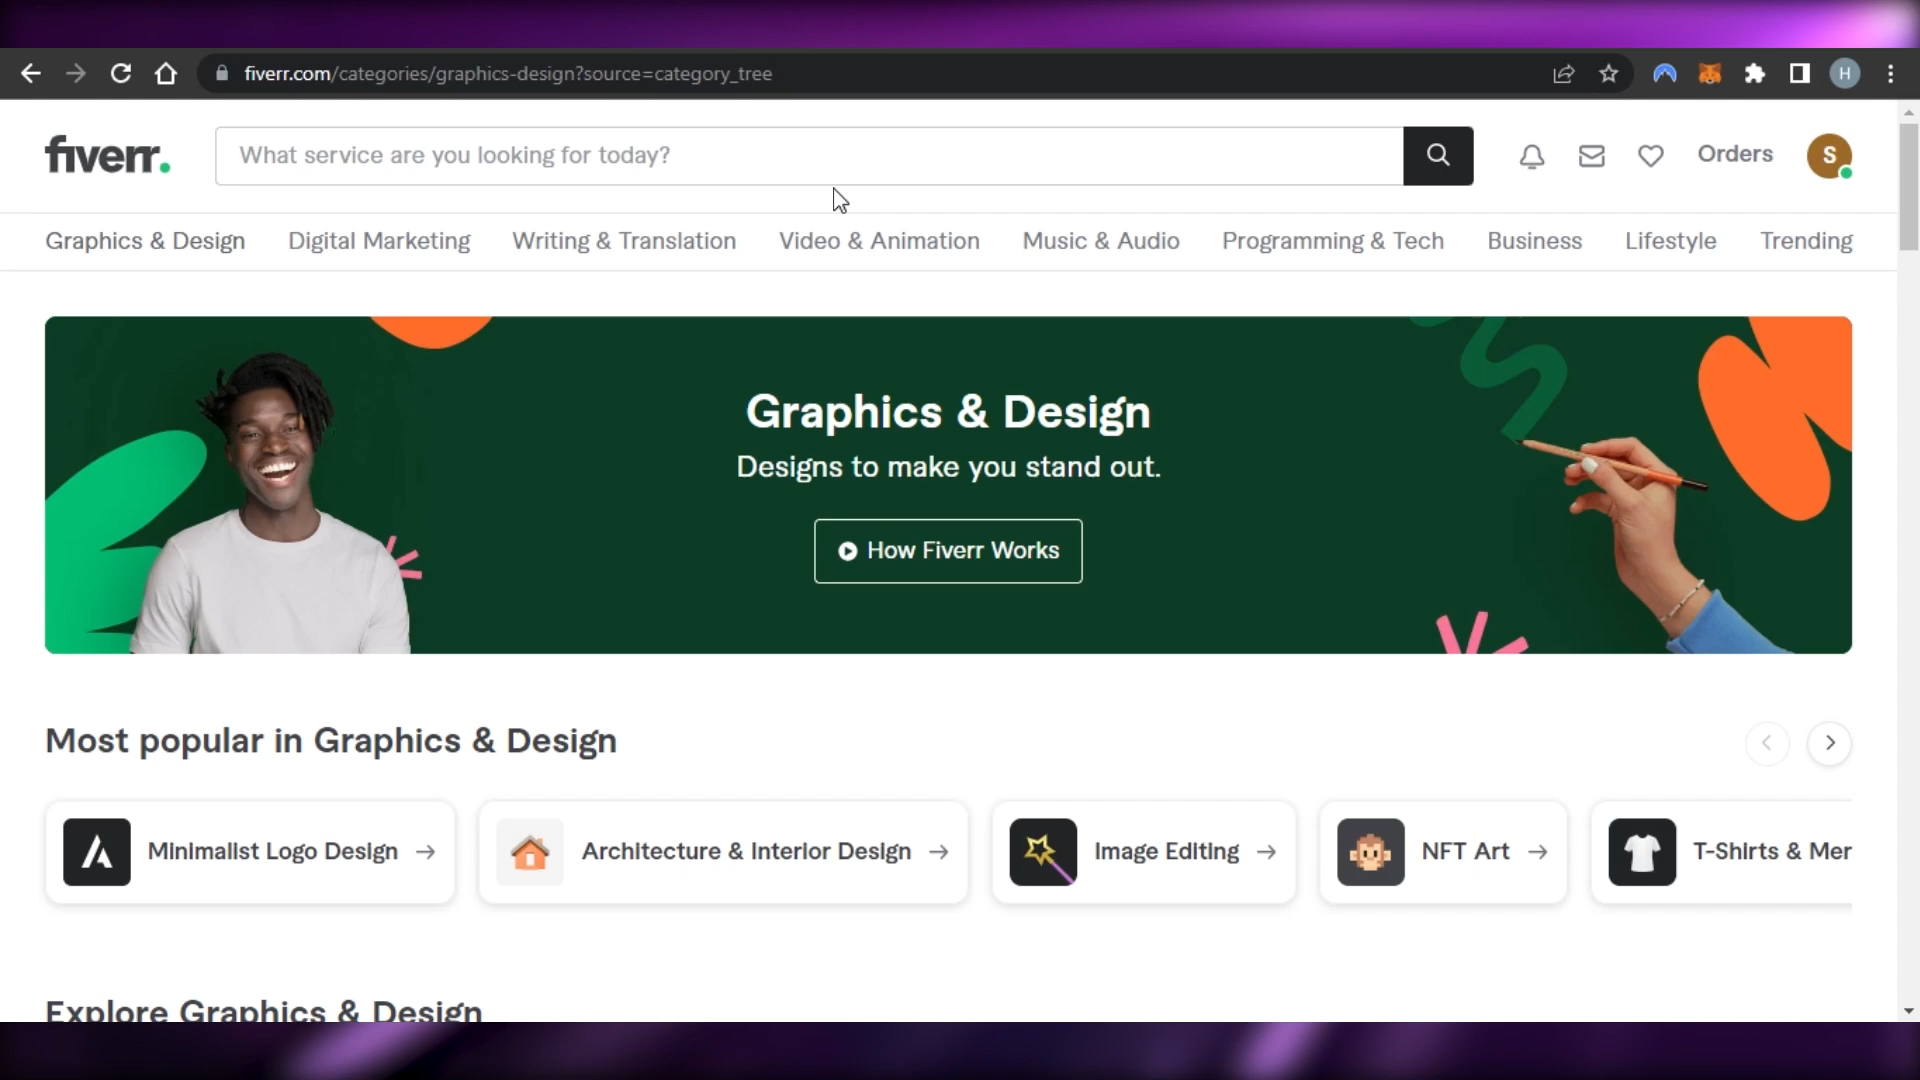 fiverr.com/categories/graphics-design?source=category_tree
H
fiverr.
What service are you looking for today?
Orders
S
Graphics & Design
Digital Marketing
Writing & Translation
Video & Animation
Music & Audio
Programming & Tech
Business
Lifestyle
Trending
Graphics & Design
Designs to make you stand out.
How Fiverr Works
Most popular in Graphics & Design
Minimalist Logo Design
Architecture & Interior Design
Image Editing
NFT Art
T-Shirts & Mer
Explore Graphics & Design